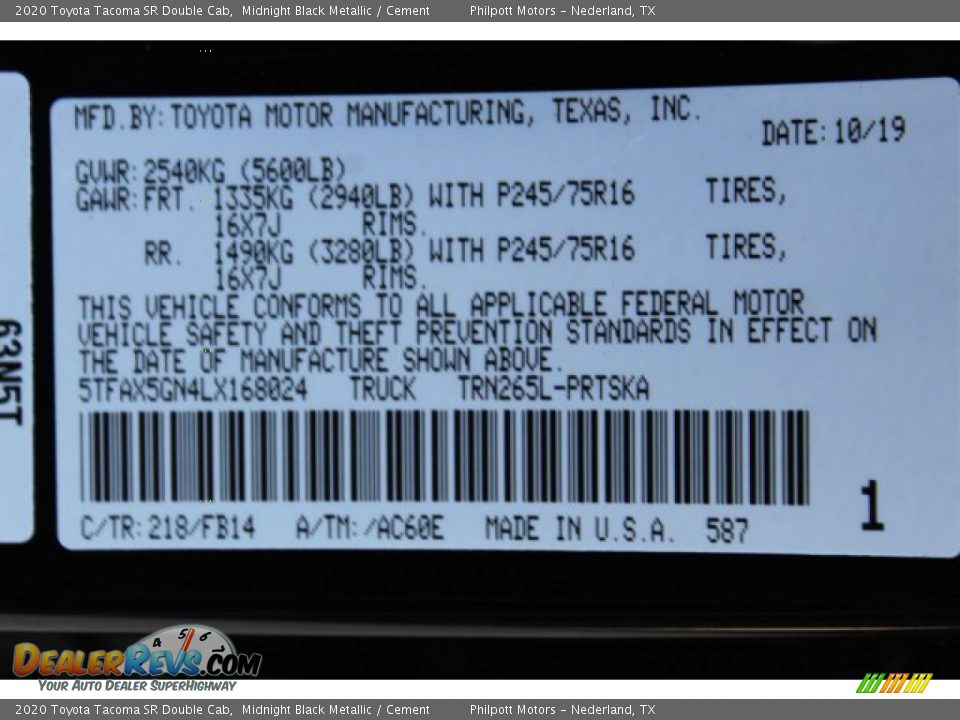 2020 Toyota Tacoma SR Double Cab, Midnight Black Metallic / Cement Philpott Motors - Nederland, TX
MFD.BY:TOYOTA MOTOR MANUFACTURING, TEXAS, INC.
DATE:10/19
GVWR:2540KG (5600LB)
GAWR:FRT. 1335KG (2940LB) WITH P245/75R16 TIRES,
16X7J RIMS.
RR. 1490KG (3280LB) WITH P245/75R16 TIRES,
16X7J RIMS.
THIS VEHICLE CONFORMS TO ALL APPLICABLE FEDERAL MOTOR
VEHICLE SAFETY AND THEFT PREVENTION STANDARDS IN EFFECT ON
THE DATE OF MANUFACTURE SHOWN ABOVE.
5TFAX5GN4LX168024 TRUCK TRN265L-PRTSKA
C/TR:218/FB14 A/TM:/AC60E MADE IN U.S.A. 587
1
63N5T
4 5 6 7
DealerRevs.com
Your Auto Dealer SuperHighway
2020 Toyota Tacoma SR Double Cab, Midnight Black Metallic / Cement Philpott Motors - Nederland, TX